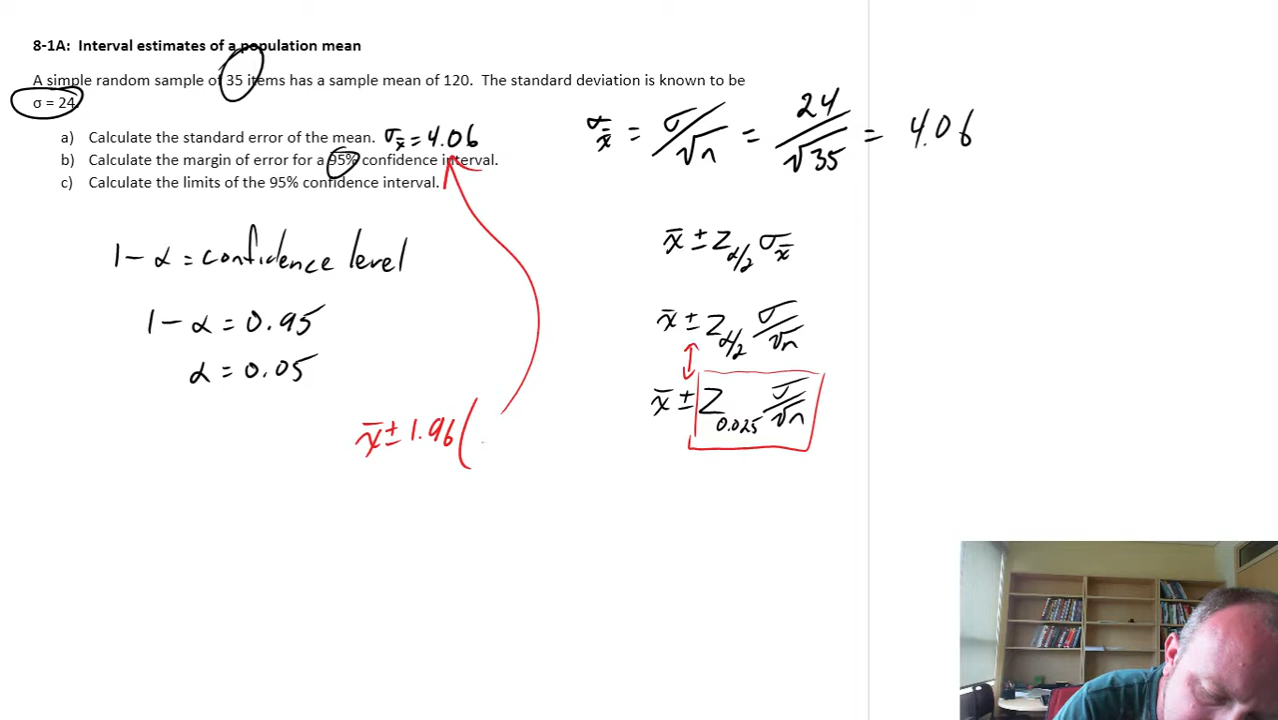 8-1A: Interval estimates of a population mean
A simple random sample of 35 items has a sample mean of 120. The standard deviation is known to be
σ = 24.
a) Calculate the standard error of the mean. σx̄ = 4.06
b) Calculate the margin of error for a 95% confidence interval.
c) Calculate the limits of the 95% confidence interval.
σx̄ = σ/√n = 24/√35 = 4.06
1 - α = confidence level
1 - α = 0.95
α = 0.05
x̄ ± 1.96(
x̄ ± Zα/2 σx̄
x̄ ± Zα/2 σ/√n
x̄ ± Z0.025 σ/√n